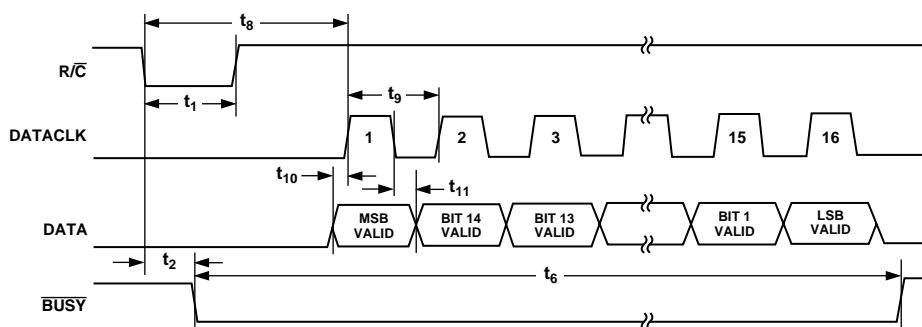 t8
R/C̅
t1
t9
DATACLK
1
2
3
15
16
t10
t11
DATA
MSB
VALID
BIT 14
VALID
BIT 13
VALID
BIT 1
VALID
LSB
VALID
t2
t6
B̅U̅S̅Y̅